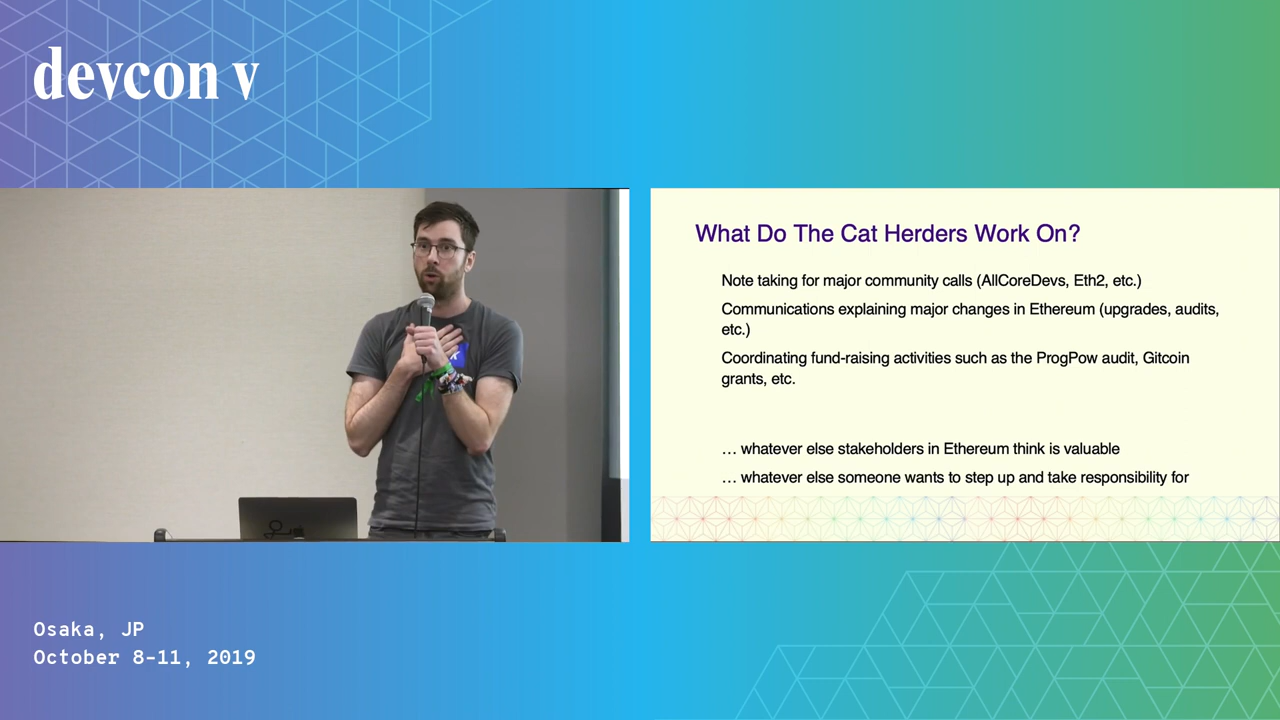 devcon v
What Do The Cat Herders Work On?
Note taking for major community calls (AllCoreDevs, Eth2, etc.)
Communications explaining major changes in Ethereum (upgrades, audits,
etc.)
Coordinating fund-raising activities such as the ProgPow audit, Gitcoin
grants, etc.
… whatever else stakeholders in Ethereum think is valuable
… whatever else someone wants to step up and take responsibility for
Osaka, JP
October 8-11, 2019